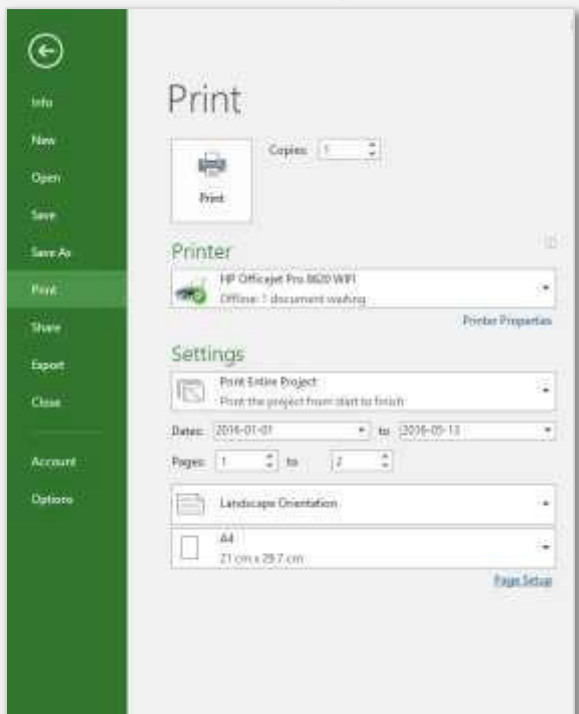 Info
New
Open
Save
Save As
Print
Share
Export
Close
Account
Options
Print
Copies: 1
Print
Printer
HP Officejet Pro 8620 WIFI
Offline: 1 document waiting
Printer Properties
Settings
Print Entire Project
Print the project from start to finish
Dates: 2016-01-01 to 2016-05-13
Pages: 1 to 2
Landscape Orientation
A4
21 cm x 29.7 cm
Page Setup